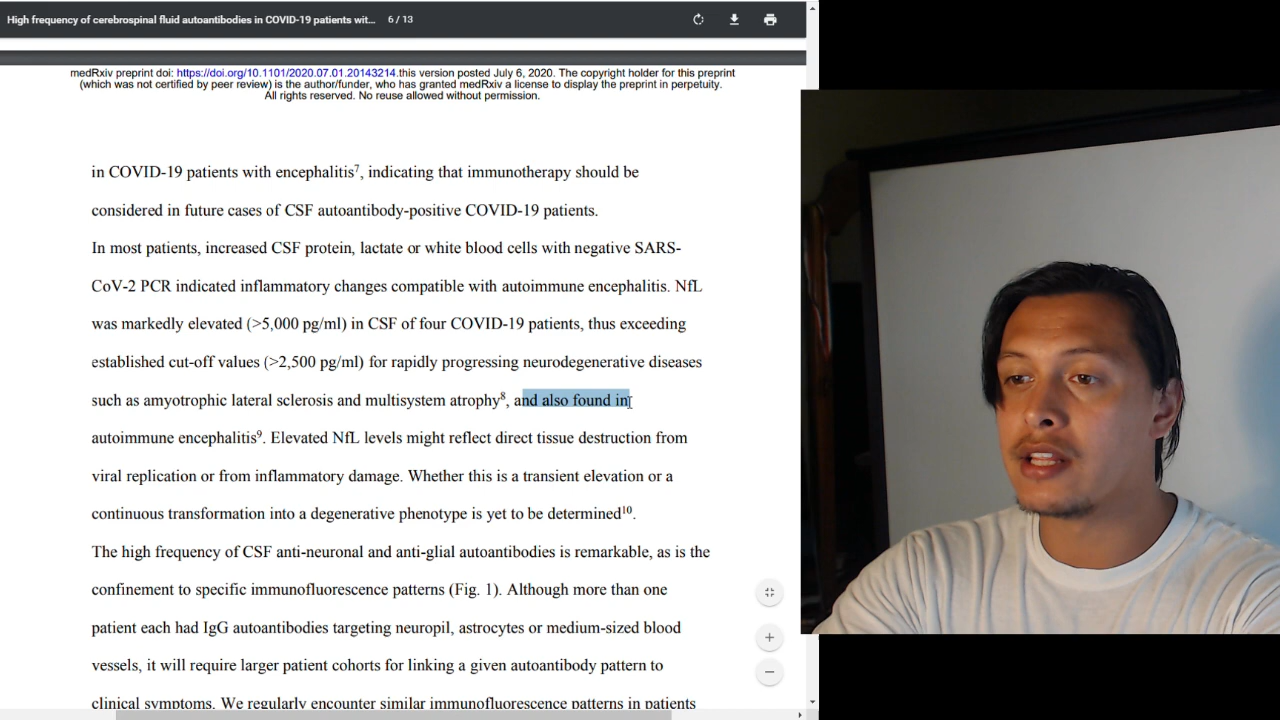 High frequency of cerebrospinal fluid autoantibodies in COVID-19 patients wit... 6 / 13
medRxiv preprint doi: https://doi.org/10.1101/2020.07.01.20143214.this version posted July 6, 2020. The copyright holder for this preprint
(which was not certified by peer review) is the author/funder, who has granted medRxiv a license to display the preprint in perpetuity.
All rights reserved. No reuse allowed without permission.
in COVID-19 patients with encephalitis⁷, indicating that immunotherapy should be
considered in future cases of CSF autoantibody-positive COVID-19 patients.
In most patients, increased CSF protein, lactate or white blood cells with negative SARS-
CoV-2 PCR indicated inflammatory changes compatible with autoimmune encephalitis. NfL
was markedly elevated (>5,000 pg/ml) in CSF of four COVID-19 patients, thus exceeding
established cut-off values (>2,500 pg/ml) for rapidly progressing neurodegenerative diseases
such as amyotrophic lateral sclerosis and multisystem atrophy⁸, and also found in
autoimmune encephalitis⁹. Elevated NfL levels might reflect direct tissue destruction from
viral replication or from inflammatory damage. Whether this is a transient elevation or a
continuous transformation into a degenerative phenotype is yet to be determined¹⁰.
The high frequency of CSF anti-neuronal and anti-glial autoantibodies is remarkable, as is the
confinement to specific immunofluorescence patterns (Fig. 1). Although more than one
patient each had IgG autoantibodies targeting neuropil, astrocytes or medium-sized blood
vessels, it will require larger patient cohorts for linking a given autoantibody pattern to
clinical symptoms. We regularly encounter similar immunofluorescence patterns in patients